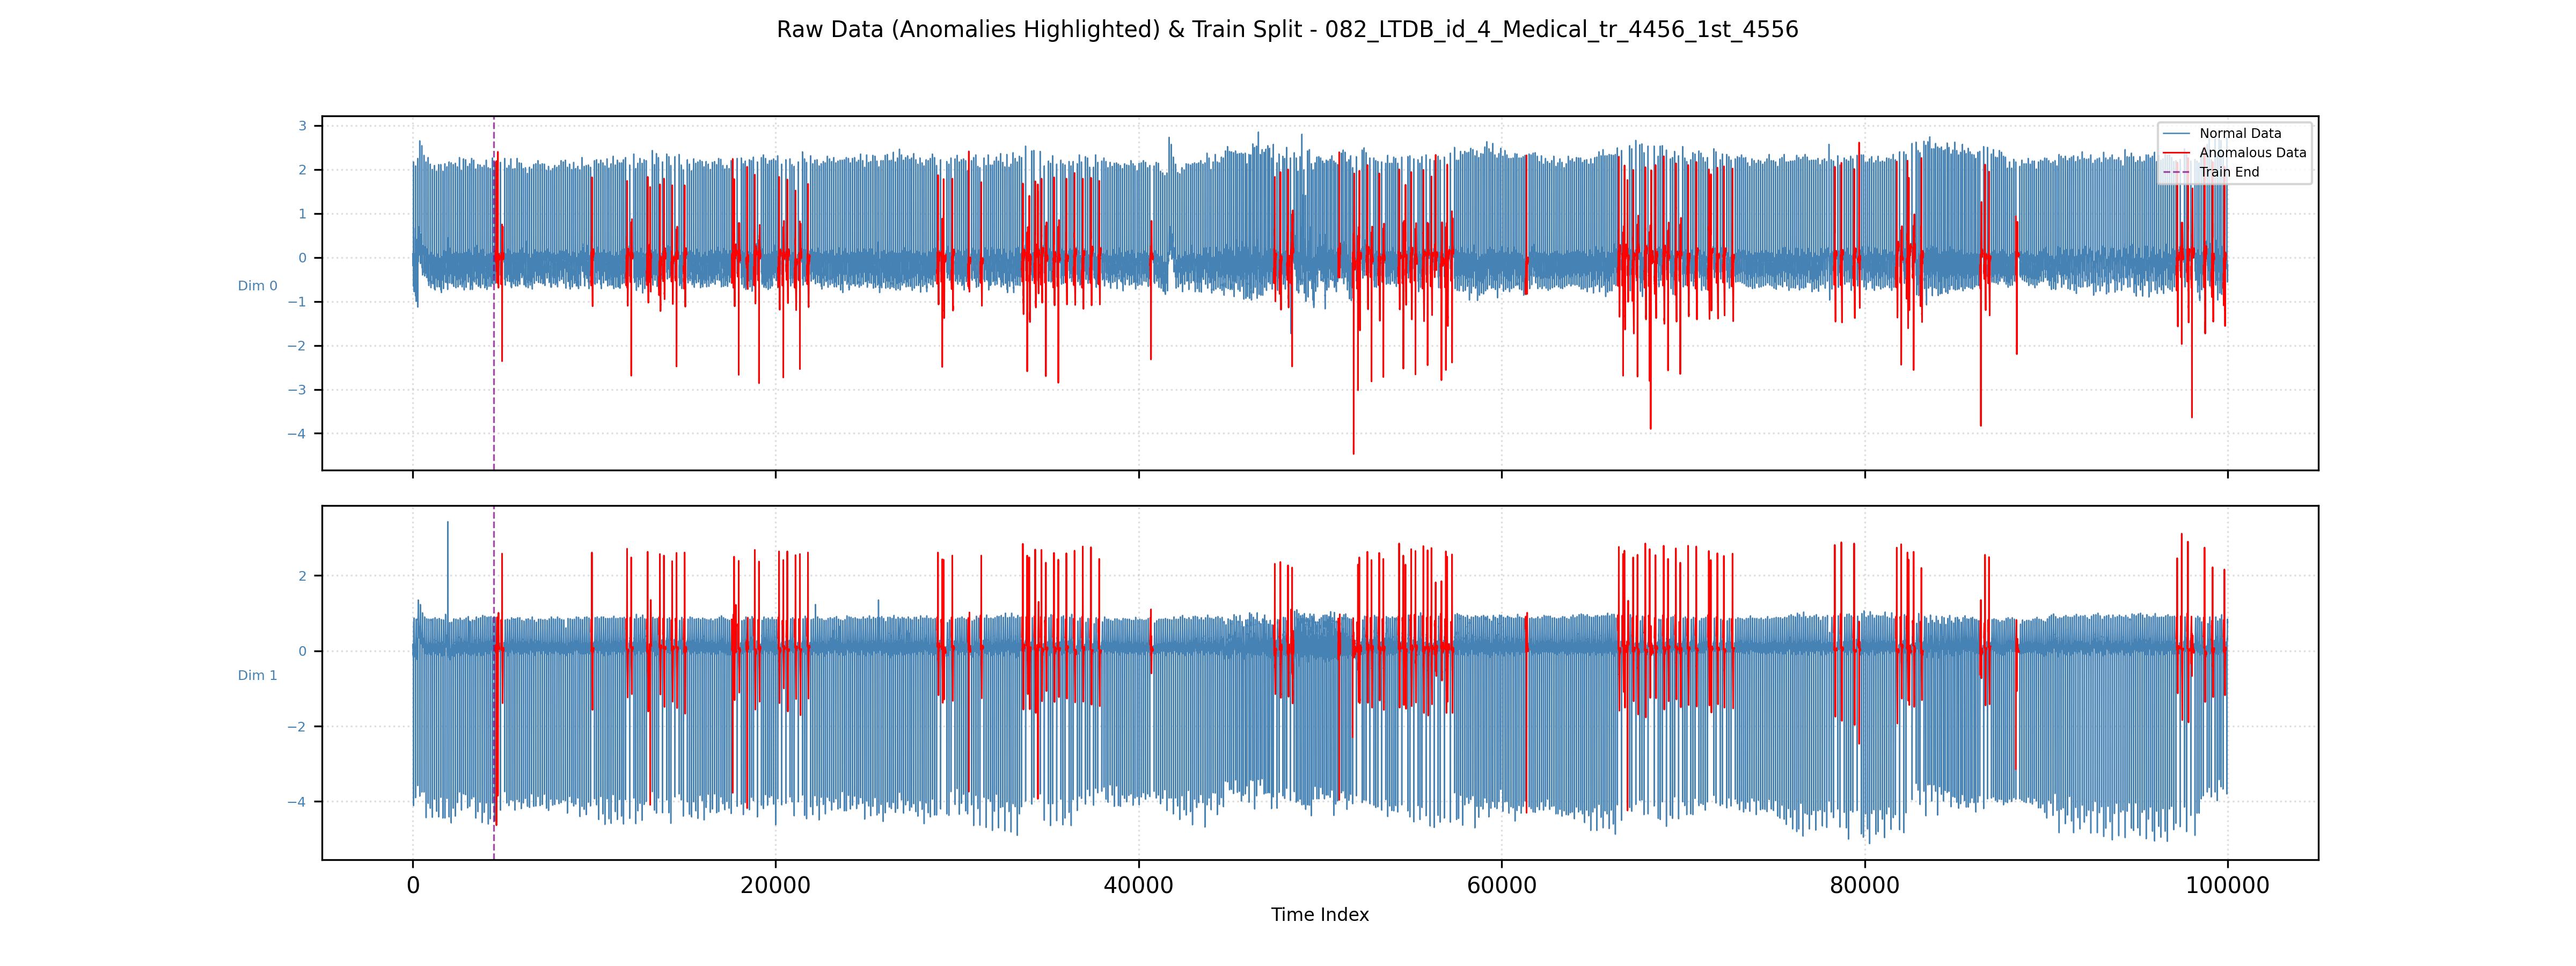 Raw Data (Anomalies Highlighted) & Train Split - 082_LTDB_id_4_Medical_tr_4456_1st_4556
3
2
1
0
−1
−2
−3
−4
Dim 0
Normal Data
Anomalous Data
Train End
2
0
−2
−4
Dim 1
0
20000
40000
60000
80000
100000
Time Index